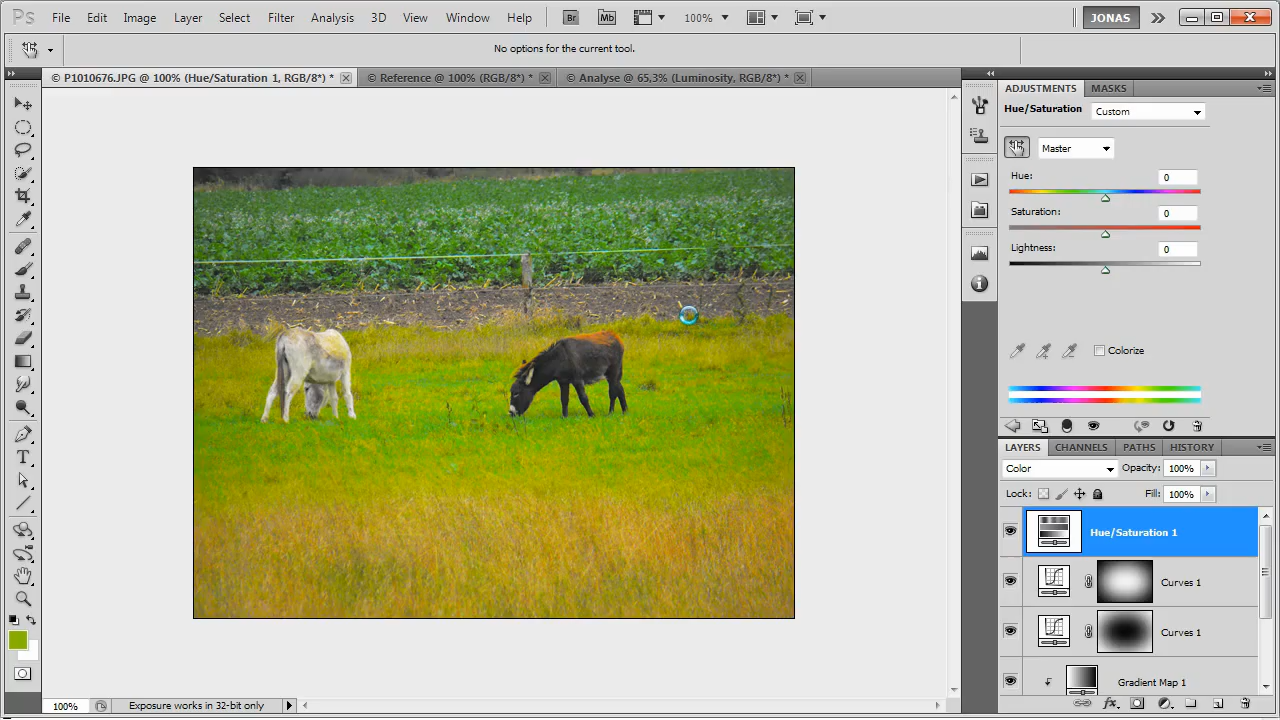 Ps File Edit Image Layer Select Filter Analysis 3D View Window Help Br Mb 100% JONAS
No options for the current tool.
© P1010676.JPG @ 100% (Hue/Saturation 1, RGB/8*) * © Reference @ 100% (RGB/8*) * © Analyse @ 65,3% (Luminosity, RGB/8*) *
ADJUSTMENTS MASKS
Hue/Saturation Custom
Master
Hue: 0
Saturation: 0
Lightness: 0
Colorize
LAYERS CHANNELS PATHS HISTORY
Color Opacity: 100%
Lock: Fill: 100%
Hue/Saturation 1
Curves 1
Curves 1
Gradient Map 1
T
100% Exposure works in 32-bit only